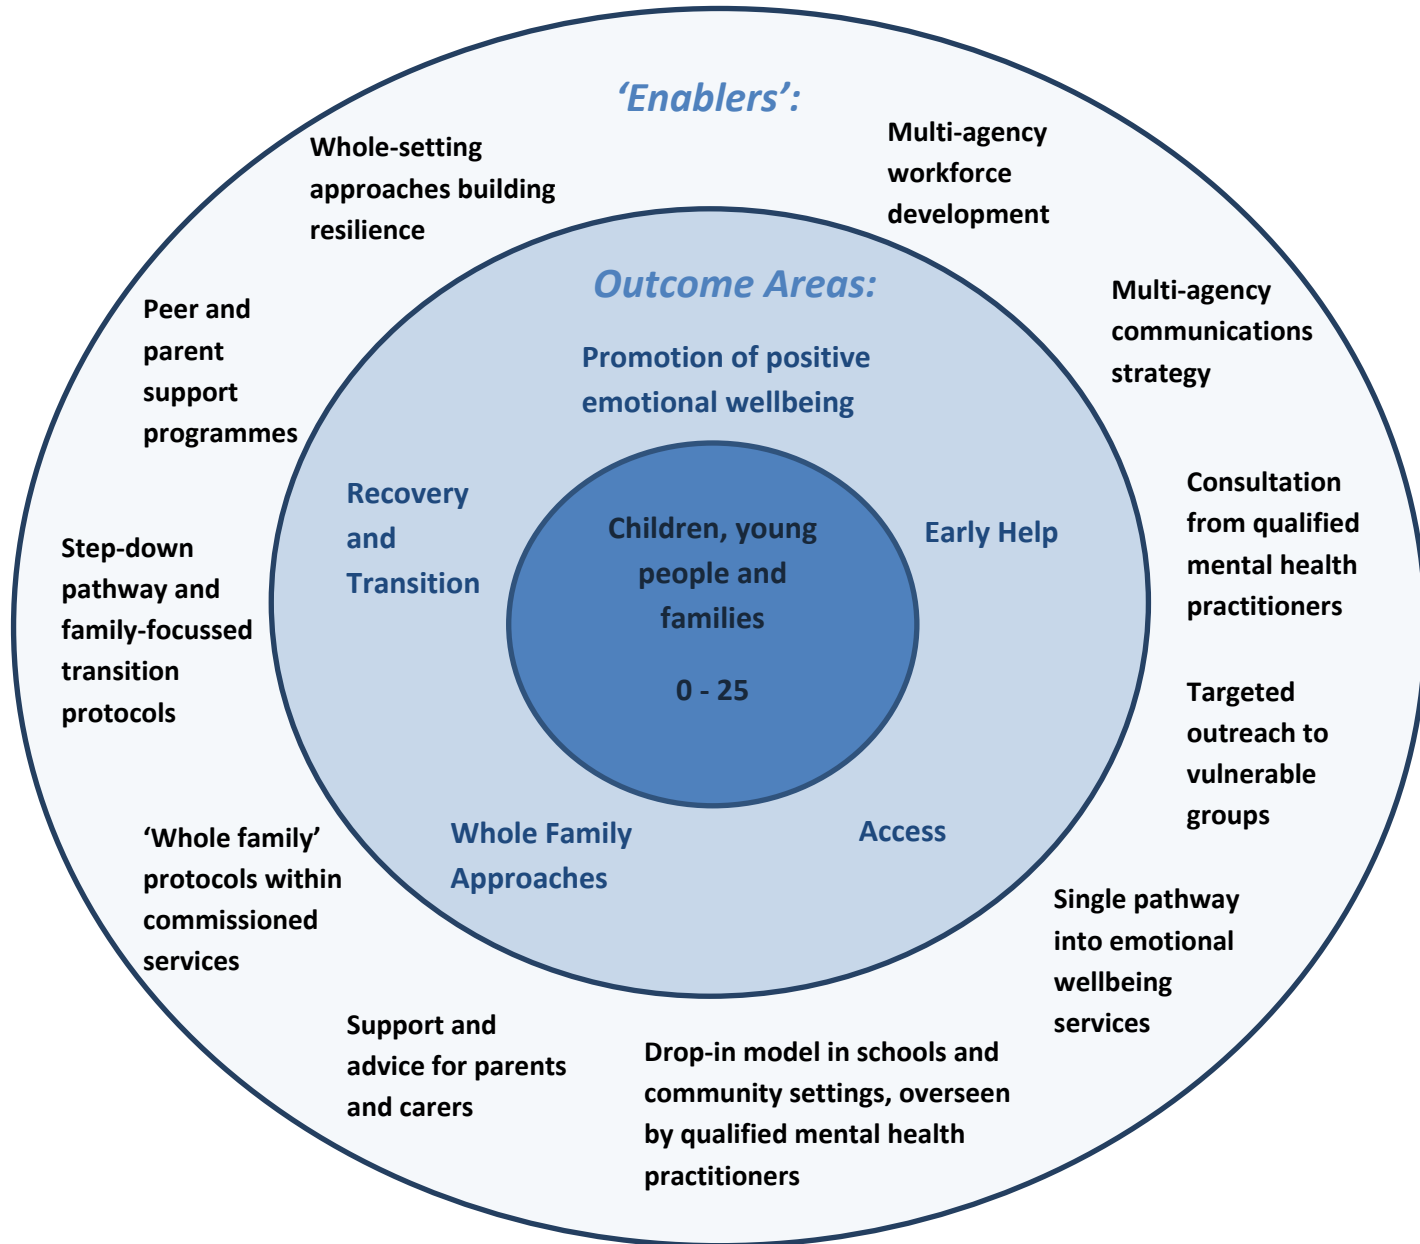 ‘Enablers’:
Whole-setting
approaches building
resilience
Multi-agency
workforce
development
Multi-agency
communications
strategy
Consultation
from qualified
mental health
practitioners
Targeted
outreach to
vulnerable
groups
Single pathway
into emotional
wellbeing
services
Drop-in model in schools and
community settings, overseen
by qualified mental health
practitioners
Support and
advice for parents
and carers
‘Whole family’
protocols within
commissioned
services
Step-down
pathway and
family-focussed
transition
protocols
Peer and
parent
support
programmes
Outcome Areas:
Promotion of positive
emotional wellbeing
Early Help
Access
Whole Family
Approaches
Recovery
and
Transition
Children, young
people and
families
0 - 25